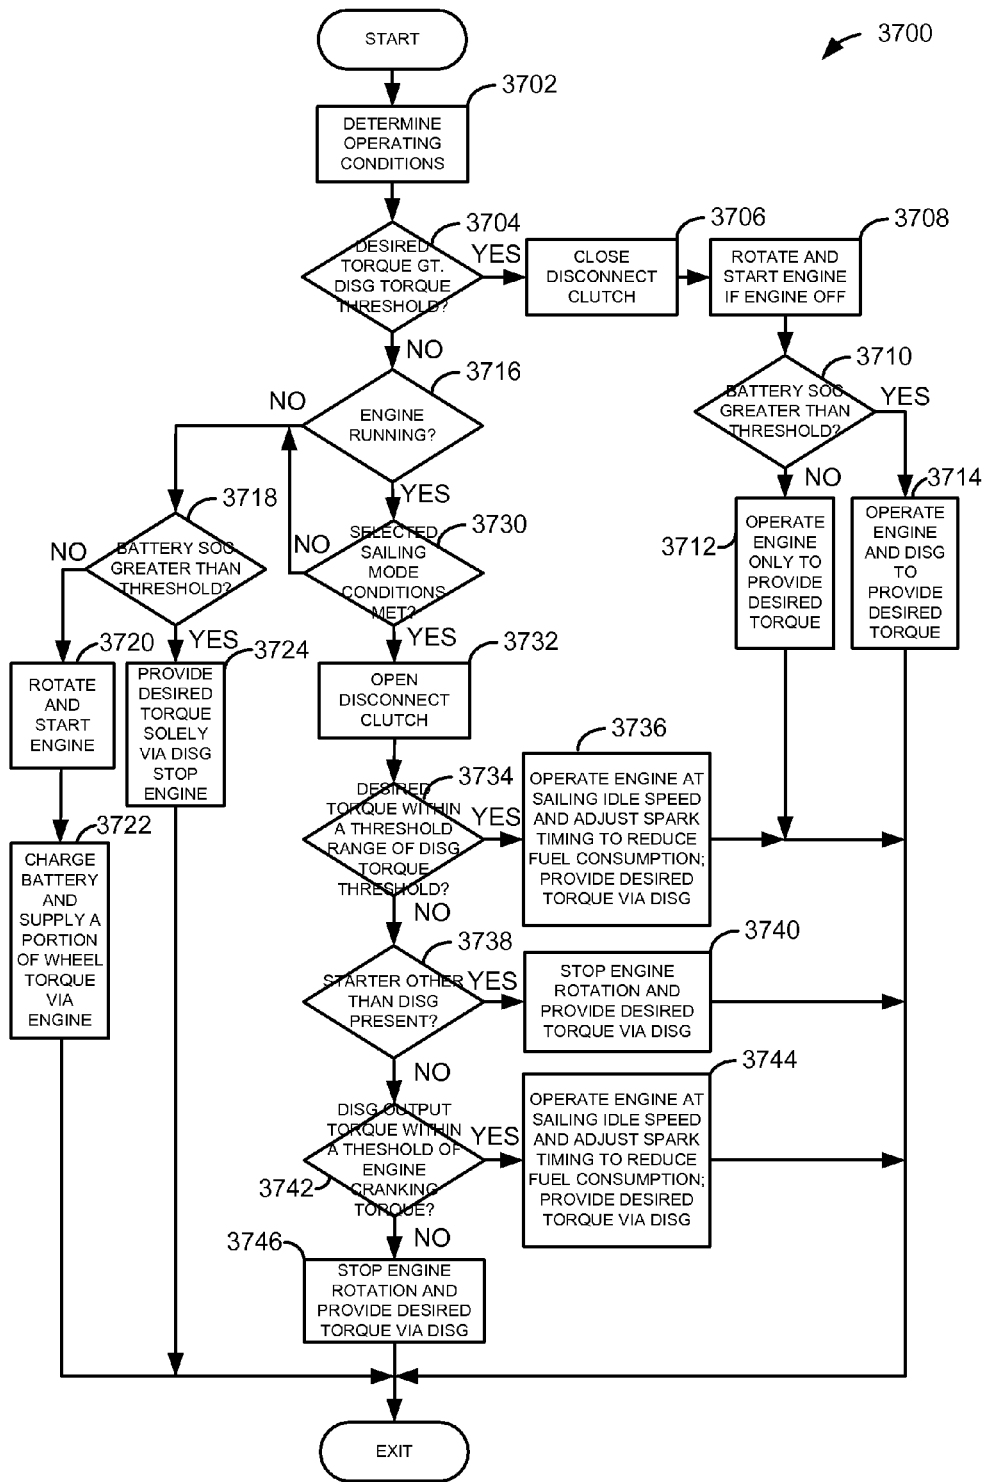 START
3700
3702
DETERMINE
OPERATING
CONDITIONS
3704
DESIRED
TORQUE GT.
DISG TORQUE
THRESHOLD?
YES
NO
3706
CLOSE
DISCONNECT
CLUTCH
3708
ROTATE AND
START ENGINE
IF ENGINE OFF
3710
BATTERY SOC
GREATER THAN
THRESHOLD?
YES
NO
3712
OPERATE
ENGINE
ONLY TO
PROVIDE
DESIRED
TORQUE
3714
OPERATE
ENGINE
AND DISG
TO
PROVIDE
DESIRED
TORQUE
3716
ENGINE
RUNNING?
NO
YES
3718
BATTERY SOC
GREATER THAN
THRESHOLD?
NO
YES
3720
ROTATE
AND
START
ENGINE
3722
CHARGE
BATTERY
AND
SUPPLY A
PORTION
OF WHEEL
TORQUE
VIA
ENGINE
3724
PROVIDE
DESIRED
TORQUE
SOLELY
VIA DISG
STOP
ENGINE
3730
SELECTED
SAILING
MODE
CONDITIONS
MET?
NO
YES
3732
OPEN
DISCONNECT
CLUTCH
3734
DESIRED
TORQUE WITHIN
A THRESHOLD
RANGE OF DISG
TORQUE
THRESHOLD?
YES
NO
3736
OPERATE ENGINE AT
SAILING IDLE SPEED
AND ADJUST SPARK
TIMING TO REDUCE
FUEL CONSUMPTION;
PROVIDE DESIRED
TORQUE VIA DISG
3738
STARTER OTHER
THAN DISG
PRESENT?
YES
NO
3740
STOP ENGINE
ROTATION AND
PROVIDE DESIRED
TORQUE VIA DISG
3742
DISG OUTPUT
TORQUE WITHIN
A THESHOLD OF
ENGINE
CRANKING
TORQUE?
YES
NO
3744
OPERATE ENGINE AT
SAILING IDLE SPEED
AND ADJUST SPARK
TIMING TO REDUCE
FUEL CONSUMPTION;
PROVIDE DESIRED
TORQUE VIA DISG
3746
STOP ENGINE
ROTATION AND
PROVIDE DESIRED
TORQUE VIA DISG
EXIT